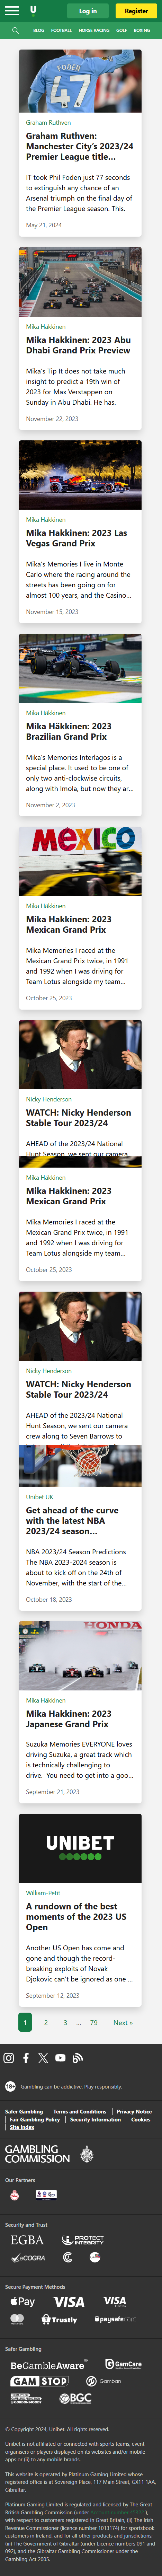 Log in
Register
BLOG FOOTBALL HORSE RACING GOLF BOXING
FODEN
47
Graham Ruthven
Graham Ruthven:
Manchester City's 2023/24
Premier League title...
IT took Phil Foden just 77 seconds
to extinguish any chance of an
Arsenal triumph on the final day of
the Premier League season. This.
May 21, 2024
Mika Häkkinen
Mika Hakkinen: 2023 Abu
Dhabi Grand Prix Preview
Mika's Tip It does not take much
insight to predict a 19th win of
2023 for Max Verstappen on
Sunday in Abu Dhabi. He has.
November 22, 2023
Mika Häkkinen
Mika Hakkinen: 2023 Las
Vegas Grand Prix
Mika's Memories I live in Monte
Carlo where the racing around the
streets has been going on for
almost 100 years, and the Casino...
November 15, 2023
Mika Häkkinen
Mika Häkkinen: 2023
Brazilian Grand Prix
Mika's Memories Interlagos is a
special place. It used to be one of
only two anti-clockwise circuits,
along with Imola, but now they ar...
November 2, 2023
MéxICO
Mika Häkkinen
Mika Hakkinen: 2023
Mexican Grand Prix
Mika Memories I raced at the
Mexican Grand Prix twice, in 1991
and 1992 when I was driving for
Team Lotus alongside my team...
October 25, 2023
Nicky Henderson
WATCH: Nicky Henderson
Stable Tour 2023/24
AHEAD of the 2023/24 National
Hunt Season, we sent our camera
Mika Häkkinen
Mika Hakkinen: 2023
Mexican Grand Prix
Mika Memories I raced at the
Mexican Grand Prix twice, in 1991
and 1992 when I was driving for
Team Lotus alongside my team...
October 25, 2023
Nicky Henderson
WATCH: Nicky Henderson
Stable Tour 2023/24
AHEAD of the 2023/24 National
Hunt Season, we sent our camera
crew along to Seven Barrows to
Unibet UK
Get ahead of the curve
with the latest NBA
2023/24 season...
NBA 2023/24 Season Predictions
The NBA 2023-2024 season is
about to kick off on the 24th of
November, with the start of the...
October 18, 2023
HONDA
Mika Häkkinen
Mika Hakkinen: 2023
Japanese Grand Prix
Suzuka Memories EVERYONE loves
driving Suzuka, a great track which
is technically challenging to
drive. You need to get into a goo...
September 21, 2023
UNIBET
William-Petit
A rundown of the best
moments of the 2023 US
Open
Another US Open has come and
gone and though the record-
breaking exploits of Novak
Djokovic can't be ignored as one ...
September 12, 2023
1 2 3 ... 79 Next »
18+ Gambling can be addictive. Play responsibly.
Safer Gambling Terms and Conditions Privacy Notice
Fair Gambling Policy Security Information Cookies
Site Index
GAMBLING
COMMISSION
Our Partners
Security and Trust
EGBA PROTECT INTEGRITY
eCOGRA
Secure Payment Methods
Pay VISA VISA
Trustly paysafecard
Safer Gambling
BeGambleAware GamCare
GAMSTOP Gamban
BGC
© Copyright 2024, Unibet. All rights reserved.
Unibet is not affiliated or connected with sports teams, event
organisers or players displayed on its websites and/or mobile
apps or (ii) to any mobile brands.
This website is operated by Platinum Gaming Limited whose
registered office is at Sovereign Place, 117 Main Street, GX11 1AA,
Gibraltar.
Platinum Gaming Limited is regulated and licensed by The Great
British Gambling Commission (under
with respect to customers registered in Great Britain, (ii) The Irish
Revenue Commission (licence number 1013174) for sportsbook
customers in Ireland, and for all other products and jurisdictions;
(iii) The Government of Gibraltar (under Licence numbers 091 and
092), and the Gibraltar Gambling Commissioner under the
Gambling Act 2005.